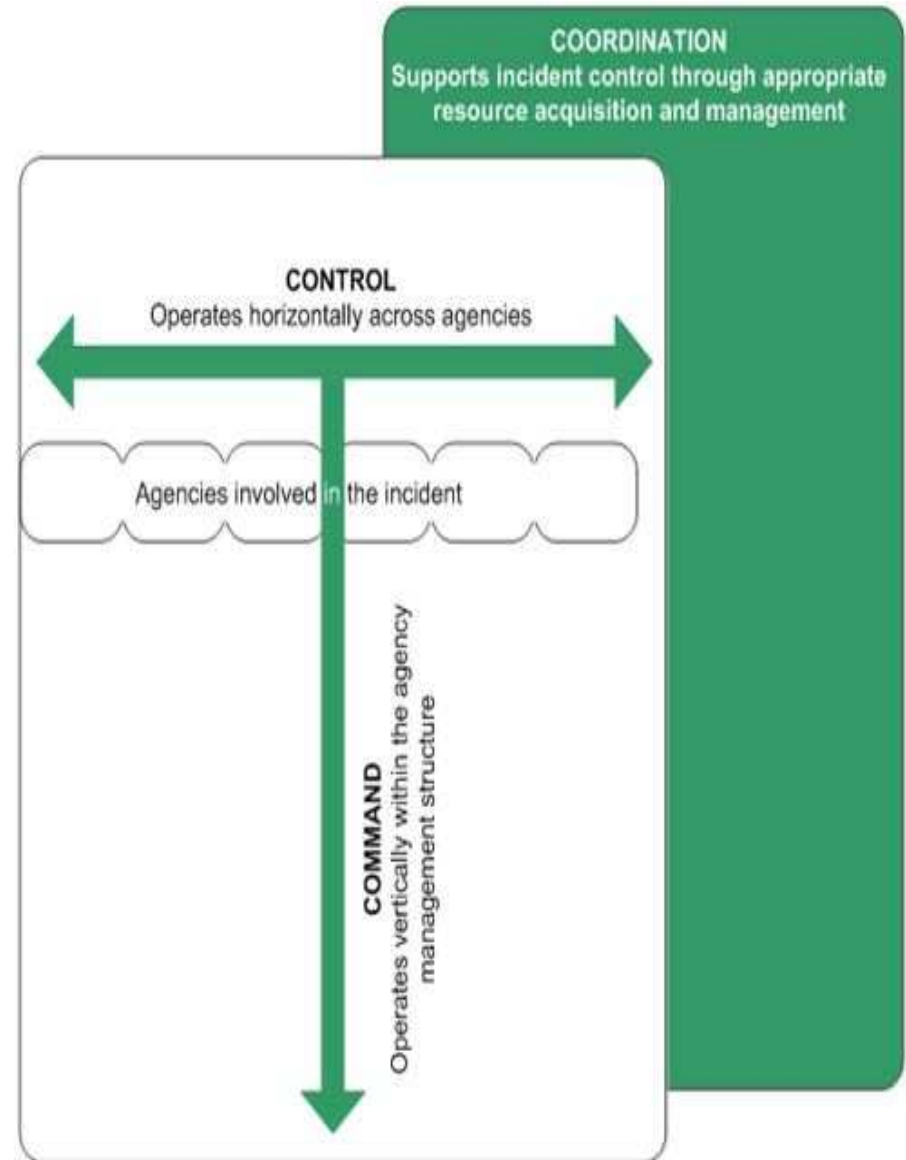 COORDINATION
Supports incident control through appropriate
resource acquisition and management
CONTROL
Operates horizontally across agencies
Agencies involved in the incident
COMMAND
Operates vertically within the agency
management structure